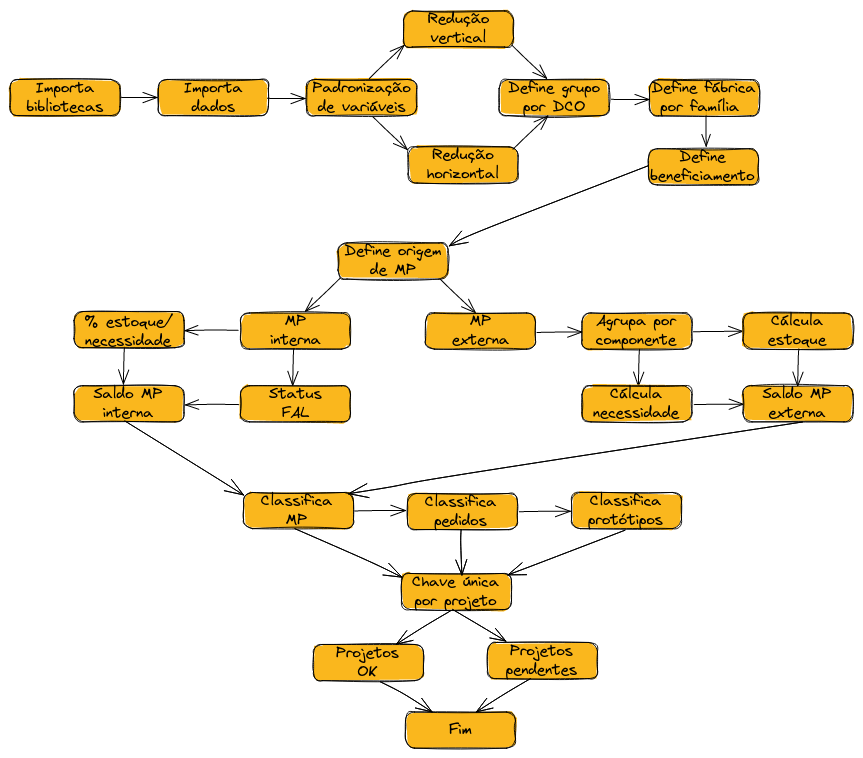 Redução
vertical
Importa
bibliotecas
Importa
dados
Padronização
de variáveis
Define grupo
por DCO
Define fábrica
por família
Redução
horizontal
Define
beneficiamento
Define origem
de MP
% estoque/
necessidade
MP
interna
MP
externa
Agrupa por
componente
Cálcula
estoque
Saldo MP
interna
Status
FAL
Cálcula
necessidade
Saldo MP
externa
Classifica
MP
Classifica
pedidos
Classifica
protótipos
Chave única
por projeto
Projetos
OK
Projetos
pendentes
Fim